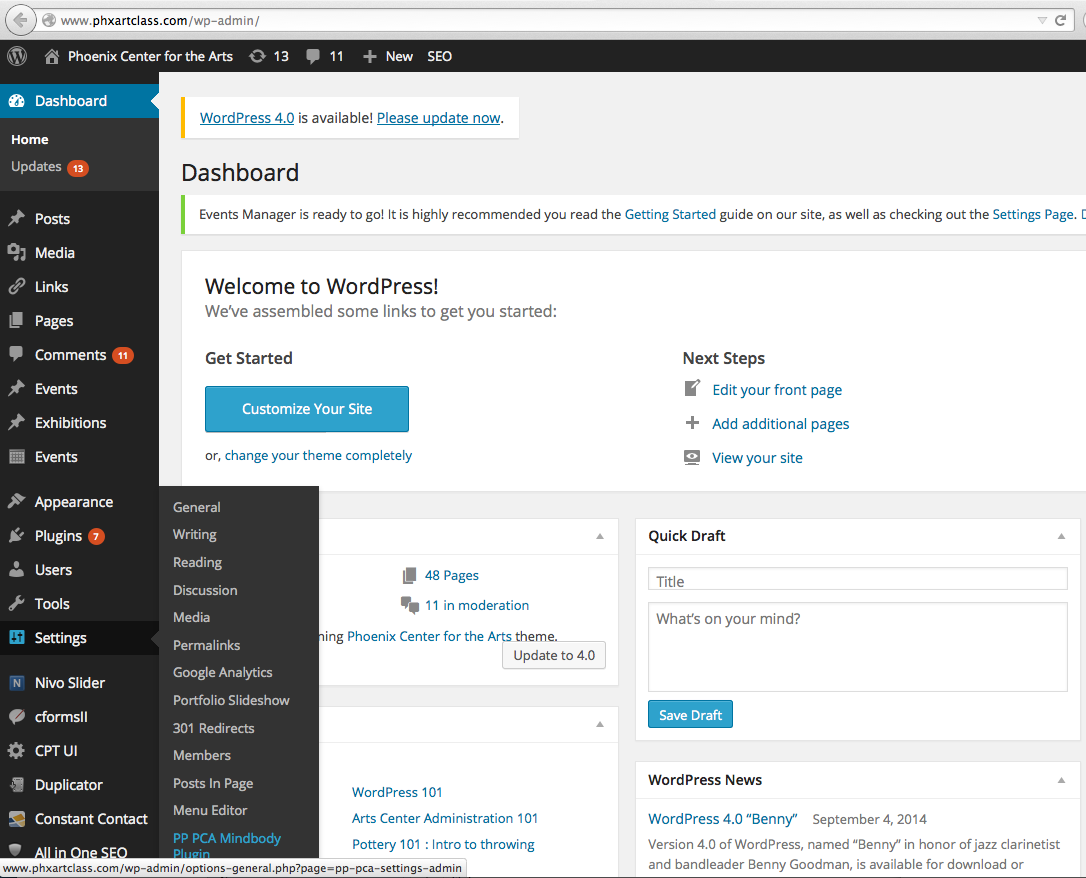 www.phxartclass.com/wp-admin/
Phoenix Center for the Arts 13 11 New SEO
Dashboard
Home
Updates 13
Posts
Media
Links
Pages
Comments 11
Events
Exhibitions
Events
Appearance
Plugins 7
Users
Tools
Settings
Nivo Slider
cformsII
CPT UI
Duplicator
Constant Contact
All in One SEO
General
Writing
Reading
Discussion
Media
Permalinks
Google Analytics
Portfolio Slideshow
301 Redirects
Members
Posts In Page
Menu Editor
PP PCA Mindbody
Plugin
WordPress 4.0 is available! Please update now.
Dashboard
Events Manager is ready to go! It is highly recommended you read the Getting Started guide on our site, as well as checking out the Settings Page. D
Welcome to WordPress!
We've assembled some links to get you started:
Get Started
Customize Your Site
or, change your theme completely
Next Steps
Edit your front page
Add additional pages
View your site
48 Pages
11 in moderation
ning Phoenix Center for the Arts theme.
Update to 4.0
WordPress 101
Arts Center Administration 101
Pottery 101 : Intro to throwing
Quick Draft
Title
What's on your mind?
Save Draft
WordPress News
WordPress 4.0 “Benny” September 4, 2014
Version 4.0 of WordPress, named “Benny” in honor of jazz clarinetist
and bandleader Benny Goodman, is available for download or
www.phxartclass.com/wp-admin/options-general.php?page=pp-pca-settings-admin